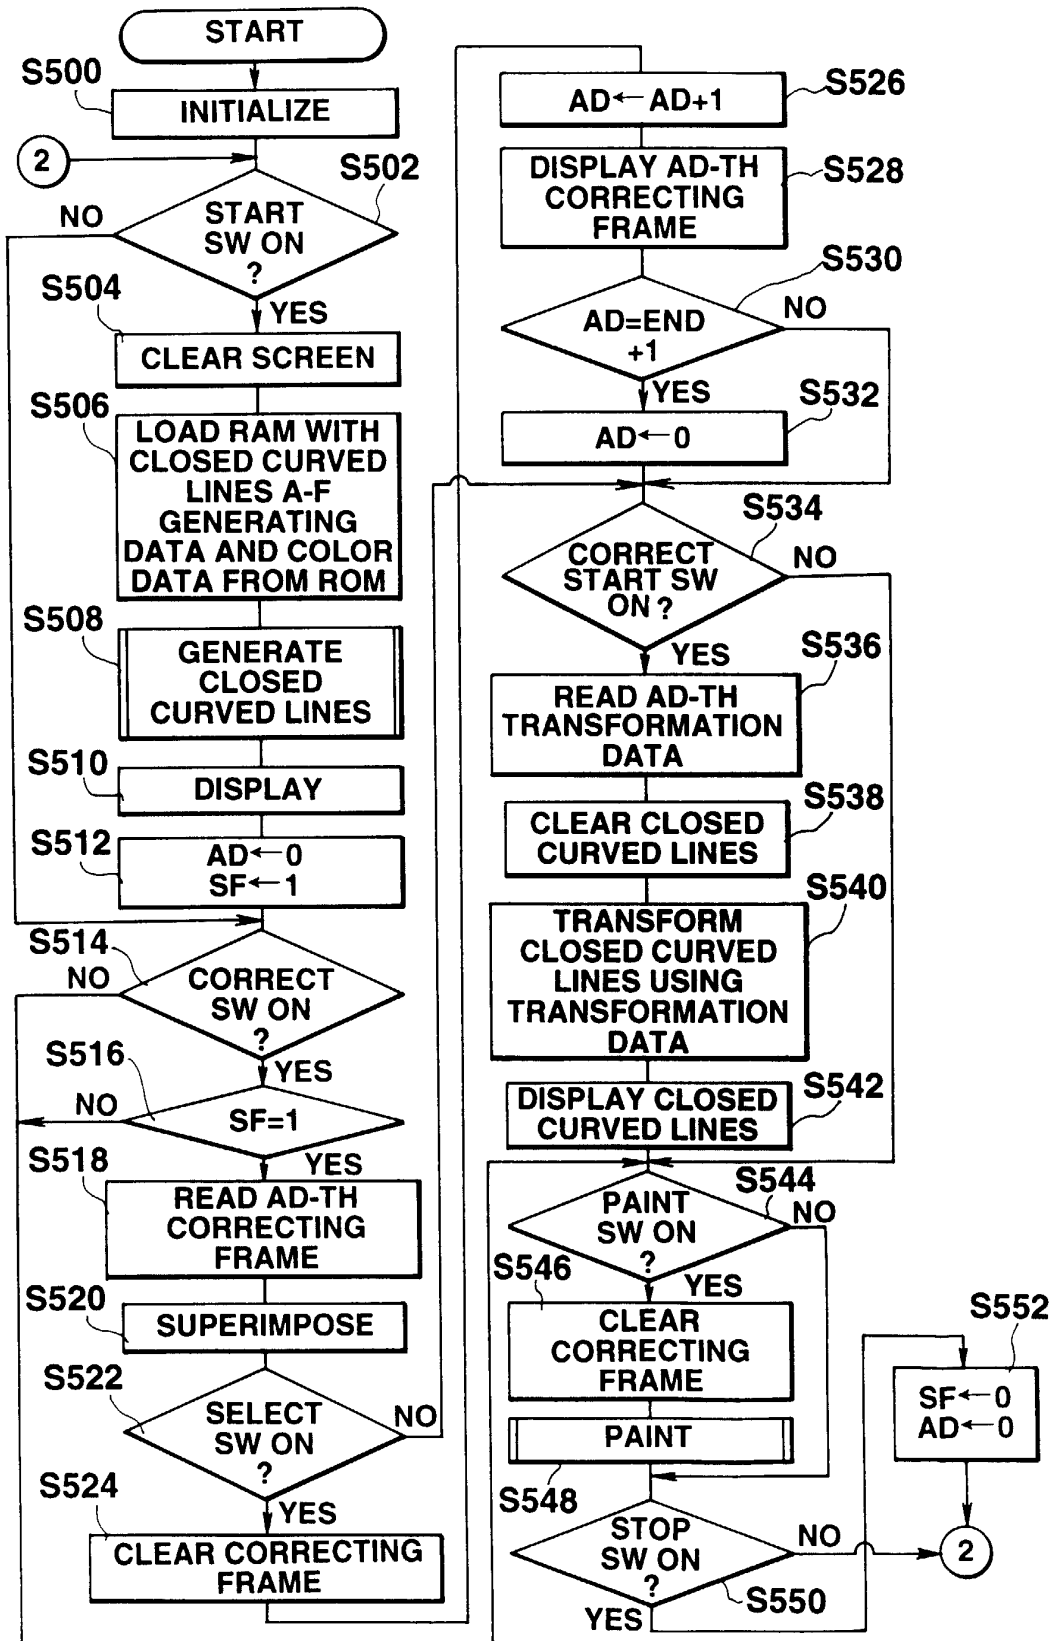 START
S500
INITIALIZE
2
S502
NO
START
SW ON
?
S504
YES
CLEAR SCREEN
S506
LOAD RAM WITH
CLOSED CURVED
LINES A-F
GENERATING
DATA AND COLOR
DATA FROM ROM
S508
GENERATE
CLOSED
CURVED LINES
S510
DISPLAY
S512
AD←0
SF←1
S514
NO
CORRECT
SW ON
?
S516
YES
NO
SF=1
S518
YES
READ AD-TH
CORRECTING
FRAME
S520
SUPERIMPOSE
S522
SELECT
SW ON
?
NO
S524
YES
CLEAR CORRECTING
FRAME
S526
AD←AD+1
S528
DISPLAY AD-TH
CORRECTING
FRAME
S530
AD=END
+1
NO
YES
S532
AD←0
S534
CORRECT
START SW
ON?
NO
YES
S536
READ AD-TH
TRANSFORMATION
DATA
S538
CLEAR CLOSED
CURVED LINES
S540
TRANSFORM
CLOSED CURVED
LINES USING
TRANSFORMATION
DATA
S542
DISPLAY CLOSED
CURVED LINES
S544
PAINT
SW ON
?
NO
S546
YES
CLEAR
CORRECTING
FRAME
PAINT
S548
STOP
SW ON
?
NO
S550
YES
S552
SF←0
AD←0
2